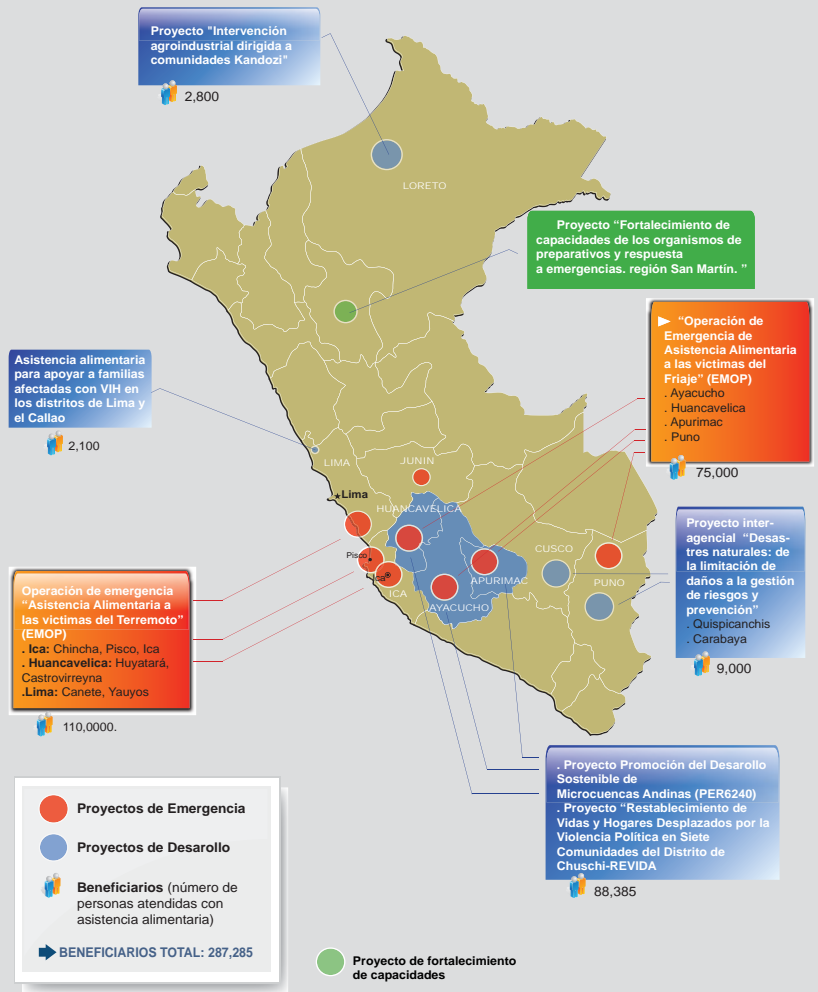 Proyecto "Intervención
agroindustrial dirigida a
comunidades Kandozi"
2,800
LORETO
Proyecto “Fortalecimiento de
capacidades de los organismos de
preparativos y respuesta
a emergencias. región San Martín. ”
“Operación de
Emergencia de
Asistencia Alimentaria
a las victimas del
Friaje” (EMOP)
. Ayacucho
. Huancavelica
. Apurimac
. Puno
75,000
Asistencia alimentaria
para apoyar a familias
afectadas con VIH en
los distritos de Lima y
el Callao
2,100
LIMA
JUNIN
Lima
HUANCAVELICA
Pisco
Ica
ICA
AYACUCHO
APURIMAC
CUSCO
PUNO
Proyecto inter-
agencial “Desas-
tres naturales: de
la limitación de
daños a la gestión
de riesgos y
prevención”
. Quispicanchis
. Carabaya
9,000
Operación de emergencia
“Asistencia Alimentaria a
las victimas del Terremoto”
(EMOP)
. Ica: Chincha, Pisco, Ica
. Huancavelica: Huyatará,
Castrovirreyna
.Lima: Canete, Yauyos
110,0000.
. Proyecto Promoción del Desarollo
Sostenible de
Microcuencas Andinas (PER6240)
. Proyecto “Restablecimiento de
Vidas y Hogares Desplazados por la
Violencia Política en Siete
Comunidades del Distrito de
Chuschi-REVIDA
88,385
Proyectos de Emergencia
Proyectos de Desarollo
Beneficiarios (número de
personas atendidas con
asistencia alimentaria)
BENEFICIARIOS TOTAL: 287,285
Proyecto de fortalecimiento
de capacidades